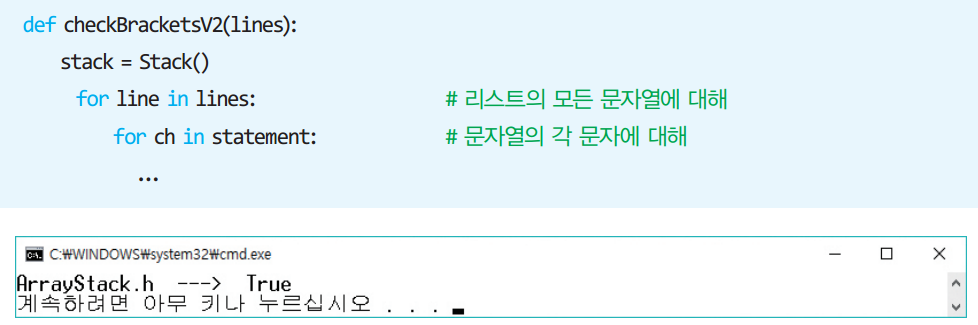 def checkBracketsV2(lines):
stack = Stack()
for line in lines: # 리스트의 모든 문자열에 대해
for ch in statement: # 문자열의 각 문자에 대해
...
C:₩WINDOWS₩system32₩cmd.exe
ArrayStack.h ---> True
계속하려면 아무 키나 누르십시오 . . .